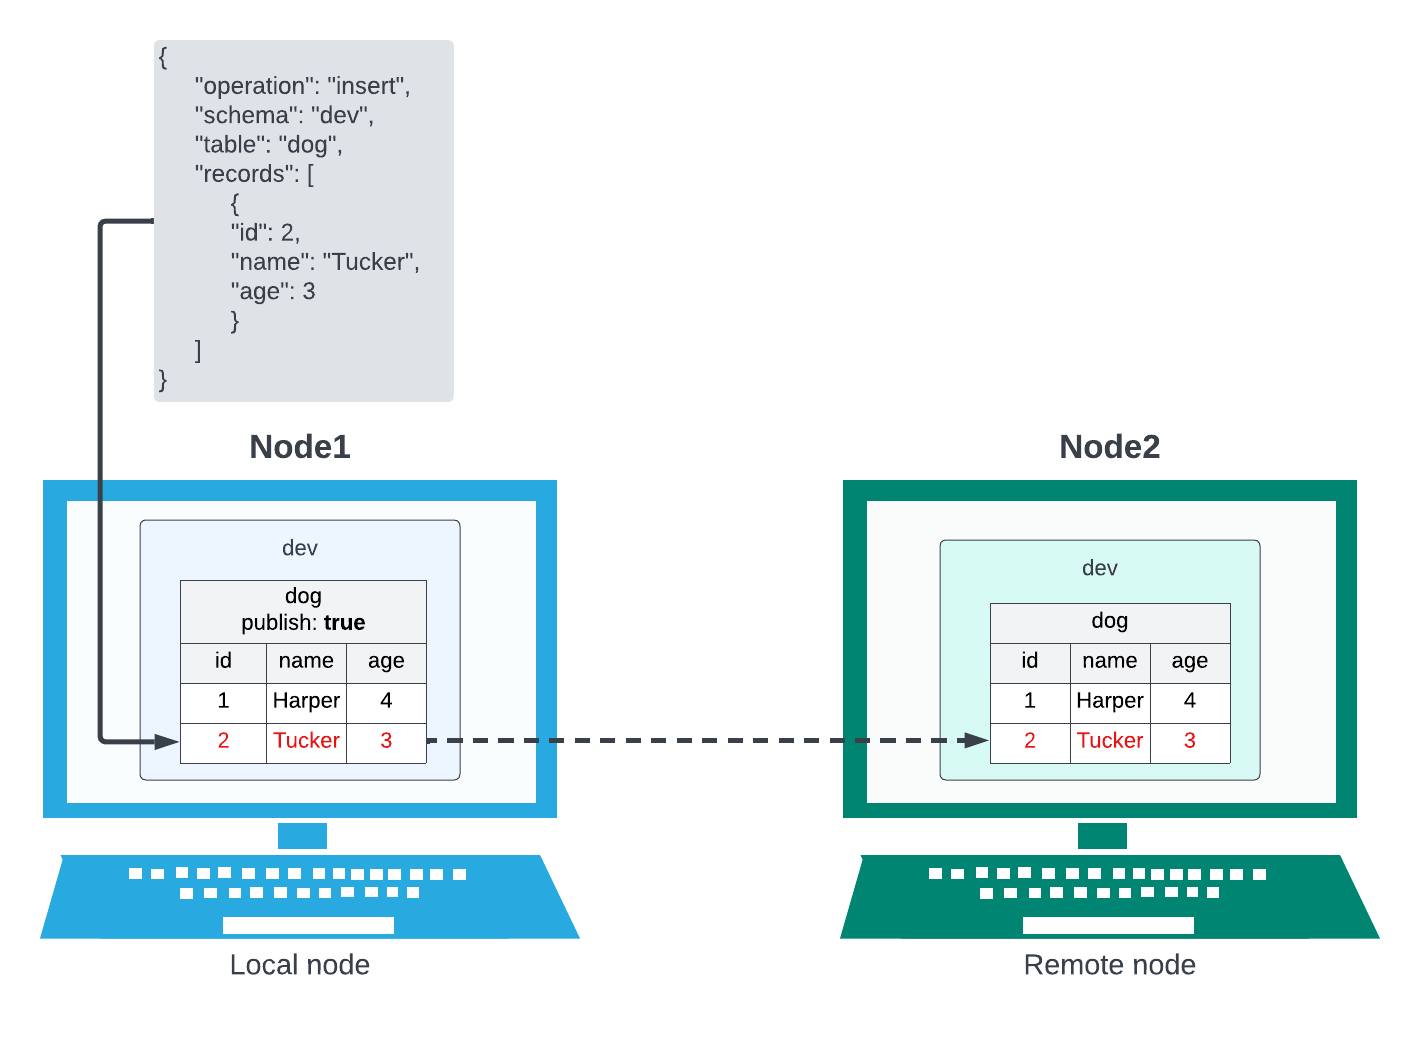 {
"operation": "insert",
"schema": "dev",
"table": "dog",
"records": [
{
"id": 2,
"name": "Tucker",
"age": 3
}
]
}
Node1
dev
dog
publish: true
id name age
1 Harper 4
2 Tucker 3
Local node
Node2
dev
dog
id name age
1 Harper 4
2 Tucker 3
Remote node